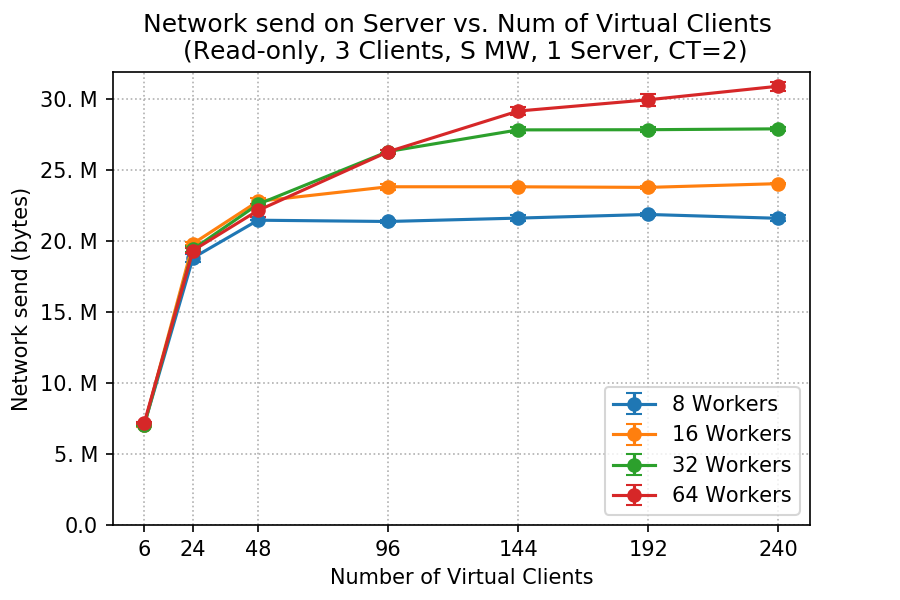 Network send on Server vs. Num of Virtual Clients
(Read-only, 3 Clients, S MW, 1 Server, CT=2)
Network send (bytes)
30. M
25. M
20. M
15. M
10. M
5. M
0.0
8 Workers
16 Workers
32 Workers
64 Workers
6 24 48 96 144 192 240
Number of Virtual Clients